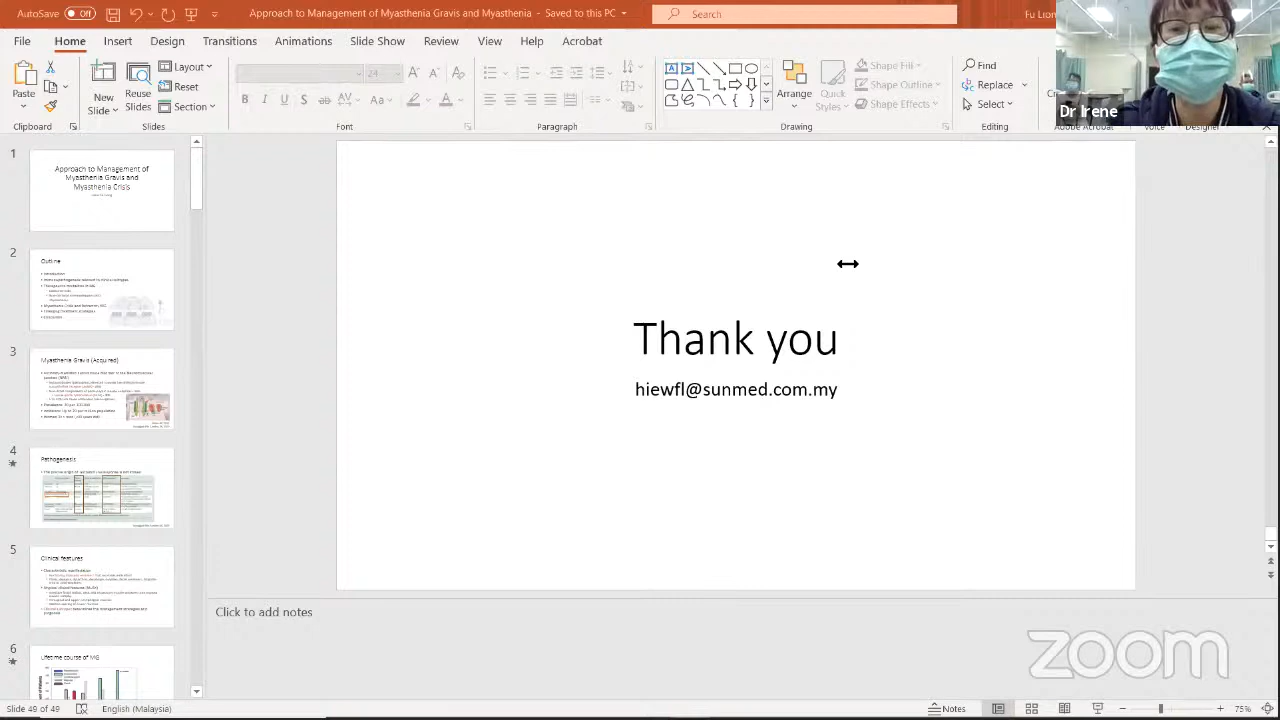 AutoSave Off
Approach to Management of Myasthenia Gravis and Myasthenia - Saved to this PC
Search
File Home Insert Design Transitions Animations Slide Show Review View Help Acrobat
Paste
New Slide
Reuse Slides
Layout
Reset
Section
24
Arrange
Quick Styles
Shape Fill
Shape Outline
Shape Effects
Find
Replace
Select
Clipboard
Slides
Font
Paragraph
Drawing
Editing
Adobe Acrobat
Voice
Designer
Dr Irene
1
Approach to Management of
Myasthenia Gravis and
Myasthenia Crisis
2
Outline
3
Myasthenia Gravis (Acquired)
4
Pathogenesis
5
Clinical features
6
Lifetime course of MG
Thank you
hiewfl@sunmed.com.my
Click to add notes
zoom
Slide 49 of 49
English (Malaysia)
Notes
75%